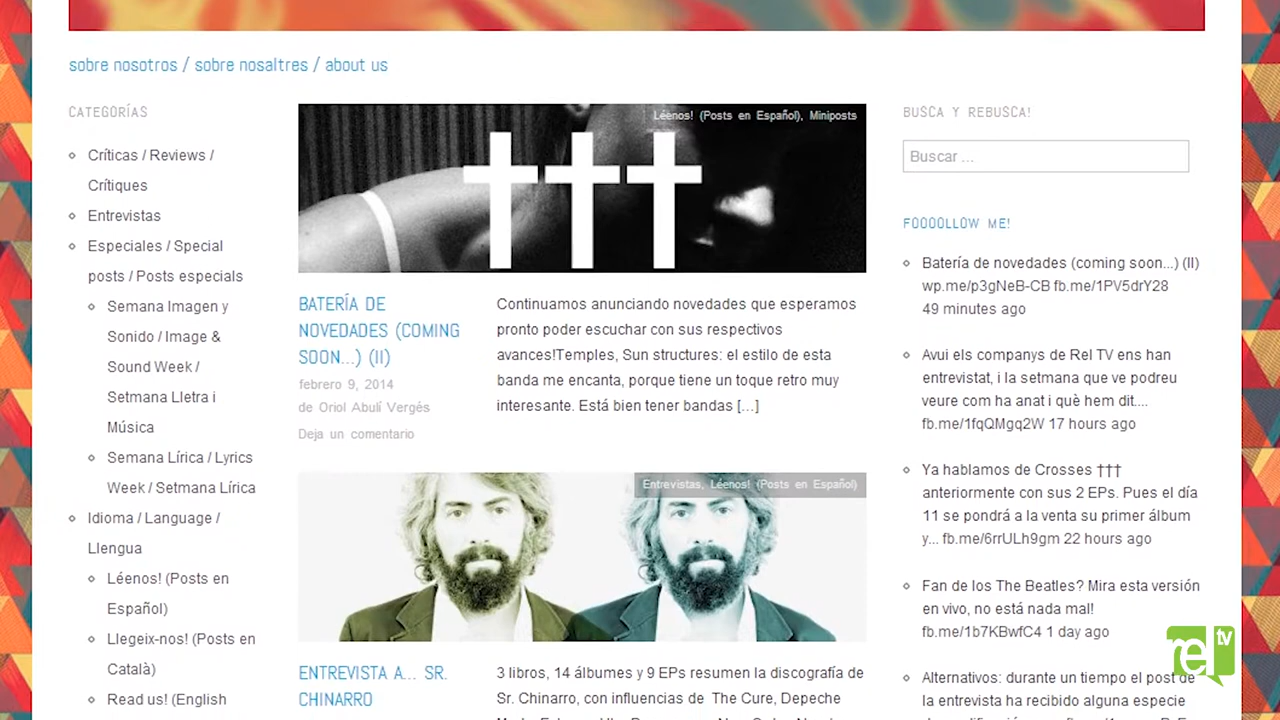 sobre nosotros / sobre nosaltres / about us
CATEGORÍAS
Críticas / Reviews /
Crítiques
Entrevistas
Especiales / Special
posts / Posts especials
Semana Imagen y
Sonido / Image &
Sound Week /
Setmana Lletra i
Música
Semana Lírica / Lyrics
Week / Setmana Lírica
Idioma / Language /
Llengua
Léenos! (Posts en
Español)
Llegeix-nos! (Posts en
Català)
Read us! (English
Léenos! (Posts en Español), Miniposts
BATERÍA DE
NOVEDADES (COMING
SOON...) (II)
febrero 9, 2014
de Oriol Abulí Vergés
Deja un comentario
Continuamos anunciando novedades que esperamos
pronto poder escuchar con sus respectivos
avances!Temples, Sun structures: el estilo de esta
banda me encanta, porque tiene un toque retro muy
interesante. Está bien tener bandas [...]
Entrevistas, Léenos! (Posts en Español)
ENTREVISTA A... SR.
CHINARRO
3 libros, 14 álbumes y 9 EPs resumen la discografía de
Sr. Chinarro, con influencias de The Cure, Depeche
BUSCA Y REBUSCA!
Buscar ...
FOOOOLLOW ME!
Batería de novedades (coming soon...) (II)
wp.me/p3gNeB-CB fb.me/1PV5drY28
49 minutes ago
Avui els companys de Rel TV ens han
entrevistat, i la setmana que ve podreu
veure com ha anat i què hem dit....
fb.me/1fqQMgq2W 17 hours ago
Ya hablamos de Crosses †††
anteriormente con sus 2 EPs. Pues el día
11 se pondrá a la venta su primer álbum
y... fb.me/6rrULh9gm 22 hours ago
Fan de los The Beatles? Mira esta versión
en vivo, no está nada mal!
fb.me/1b7KBwfC4 1 day ago
Alternativos: durante un tiempo el post de
la entrevista ha recibido alguna especie
rel tv